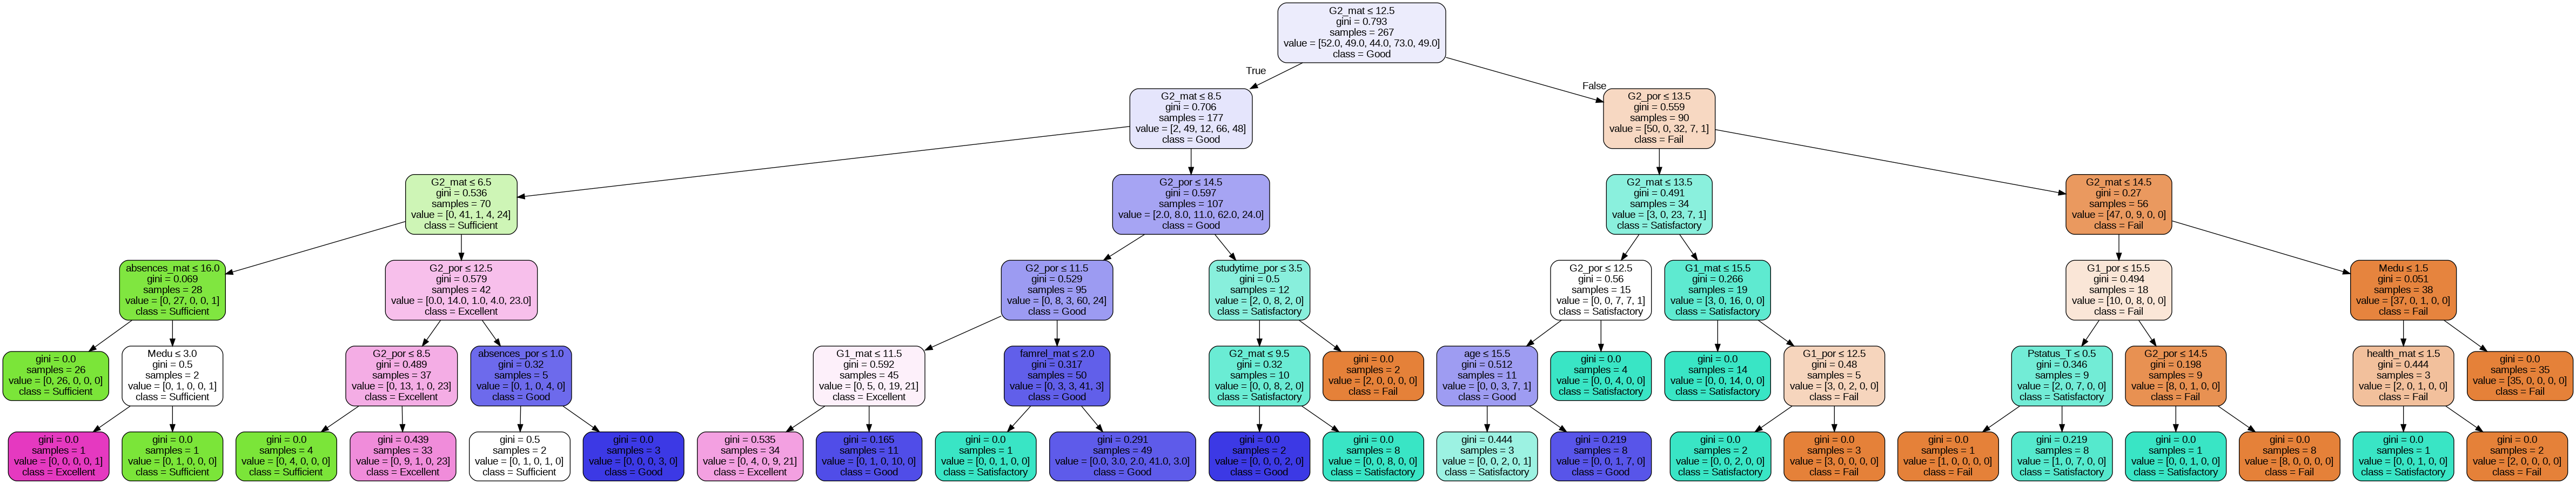 G2_mat ≤ 12.5
gini = 0.793
samples = 267
value = [52.0, 49.0, 44.0, 73.0, 49.0]
class = Good
True
False
G2_mat ≤ 8.5
gini = 0.706
samples = 177
value = [2, 49, 12, 66, 48]
class = Good
G2_por ≤ 13.5
gini = 0.559
samples = 90
value = [50, 0, 32, 7, 1]
class = Fail
G2_mat ≤ 6.5
gini = 0.536
samples = 70
value = [0, 41, 1, 4, 24]
class = Sufficient
G2_por ≤ 14.5
gini = 0.597
samples = 107
value = [2.0, 8.0, 11.0, 62.0, 24.0]
class = Good
G2_mat ≤ 13.5
gini = 0.491
samples = 34
value = [3, 0, 23, 7, 1]
class = Satisfactory
G2_mat ≤ 14.5
gini = 0.27
samples = 56
value = [47, 0, 9, 0, 0]
class = Fail
absences_mat ≤ 16.0
gini = 0.069
samples = 28
value = [0, 27, 0, 0, 1]
class = Sufficient
G2_por ≤ 12.5
gini = 0.579
samples = 42
value = [0.0, 14.0, 1.0, 4.0, 23.0]
class = Excellent
G2_por ≤ 11.5
gini = 0.529
samples = 95
value = [0, 8, 3, 60, 24]
class = Good
studytime_por ≤ 3.5
gini = 0.5
samples = 12
value = [2, 0, 8, 2, 0]
class = Satisfactory
G2_por ≤ 12.5
gini = 0.56
samples = 15
value = [0, 0, 7, 7, 1]
class = Satisfactory
G1_mat ≤ 15.5
gini = 0.266
samples = 19
value = [3, 0, 16, 0, 0]
class = Satisfactory
G1_por ≤ 15.5
gini = 0.494
samples = 18
value = [10, 0, 8, 0, 0]
class = Fail
Medu ≤ 1.5
gini = 0.051
samples = 38
value = [37, 0, 1, 0, 0]
class = Fail
gini = 0.0
samples = 26
value = [0, 26, 0, 0, 0]
class = Sufficient
Medu ≤ 3.0
gini = 0.5
samples = 2
value = [0, 1, 0, 0, 1]
class = Sufficient
G2_por ≤ 8.5
gini = 0.489
samples = 37
value = [0, 13, 1, 0, 23]
class = Excellent
absences_por ≤ 1.0
gini = 0.32
samples = 5
value = [0, 1, 0, 4, 0]
class = Good
G1_mat ≤ 11.5
gini = 0.592
samples = 45
value = [0, 5, 0, 19, 21]
class = Excellent
famrel_mat ≤ 2.0
gini = 0.317
samples = 50
value = [0, 3, 3, 41, 3]
class = Good
G2_mat ≤ 9.5
gini = 0.32
samples = 10
value = [0, 0, 8, 2, 0]
class = Satisfactory
gini = 0.0
samples = 2
value = [2, 0, 0, 0, 0]
class = Fail
age ≤ 15.5
gini = 0.512
samples = 11
value = [0, 0, 3, 7, 1]
class = Good
gini = 0.0
samples = 4
value = [0, 0, 4, 0, 0]
class = Satisfactory
gini = 0.0
samples = 14
value = [0, 0, 14, 0, 0]
class = Satisfactory
G1_por ≤ 12.5
gini = 0.48
samples = 5
value = [3, 0, 2, 0, 0]
class = Fail
Pstatus_T ≤ 0.5
gini = 0.346
samples = 9
value = [2, 0, 7, 0, 0]
class = Satisfactory
G2_por ≤ 14.5
gini = 0.198
samples = 9
value = [8, 0, 1, 0, 0]
class = Fail
health_mat ≤ 1.5
gini = 0.444
samples = 3
value = [2, 0, 1, 0, 0]
class = Fail
gini = 0.0
samples = 35
value = [35, 0, 0, 0, 0]
class = Fail
gini = 0.0
samples = 1
value = [0, 0, 0, 0, 1]
class = Excellent
gini = 0.0
samples = 1
value = [0, 1, 0, 0, 0]
class = Sufficient
gini = 0.0
samples = 4
value = [0, 4, 0, 0, 0]
class = Sufficient
gini = 0.439
samples = 33
value = [0, 9, 1, 0, 23]
class = Excellent
gini = 0.5
samples = 2
value = [0, 1, 0, 1, 0]
class = Sufficient
gini = 0.0
samples = 3
value = [0, 0, 0, 3, 0]
class = Good
gini = 0.535
samples = 34
value = [0, 4, 0, 9, 21]
class = Excellent
gini = 0.165
samples = 11
value = [0, 1, 0, 10, 0]
class = Good
gini = 0.0
samples = 1
value = [0, 0, 1, 0, 0]
class = Satisfactory
gini = 0.291
samples = 49
value = [0.0, 3.0, 2.0, 41.0, 3.0]
class = Good
gini = 0.0
samples = 2
value = [0, 0, 0, 2, 0]
class = Good
gini = 0.0
samples = 8
value = [0, 0, 8, 0, 0]
class = Satisfactory
gini = 0.444
samples = 3
value = [0, 0, 2, 0, 1]
class = Satisfactory
gini = 0.219
samples = 8
value = [0, 0, 1, 7, 0]
class = Good
gini = 0.0
samples = 2
value = [0, 0, 2, 0, 0]
class = Satisfactory
gini = 0.0
samples = 3
value = [3, 0, 0, 0, 0]
class = Fail
gini = 0.0
samples = 1
value = [1, 0, 0, 0, 0]
class = Fail
gini = 0.219
samples = 8
value = [1, 0, 7, 0, 0]
class = Satisfactory
gini = 0.0
samples = 1
value = [0, 0, 1, 0, 0]
class = Satisfactory
gini = 0.0
samples = 8
value = [8, 0, 0, 0, 0]
class = Fail
gini = 0.0
samples = 1
value = [0, 0, 1, 0, 0]
class = Satisfactory
gini = 0.0
samples = 2
value = [2, 0, 0, 0, 0]
class = Fail